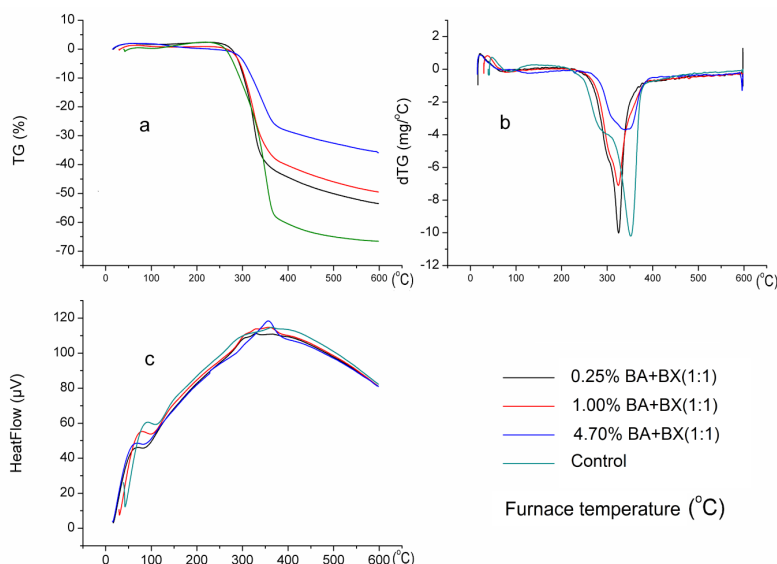 10
0
-10
-20
-30
-40
-50
-60
-70
TG (%)
a
0 100 200 300 400 500 600 (°C)
2
0
-2
-4
-6
-8
-10
-12
dTG (mg/°C)
b
0 100 200 300 400 500 600 (°C)
120
100
80
60
40
20
0
HeatFlow (µV)
c
0 100 200 300 400 500 600 (°C)
0.25% BA+BX(1:1)
1.00% BA+BX(1:1)
4.70% BA+BX(1:1)
Control
Furnace temperature (°C)